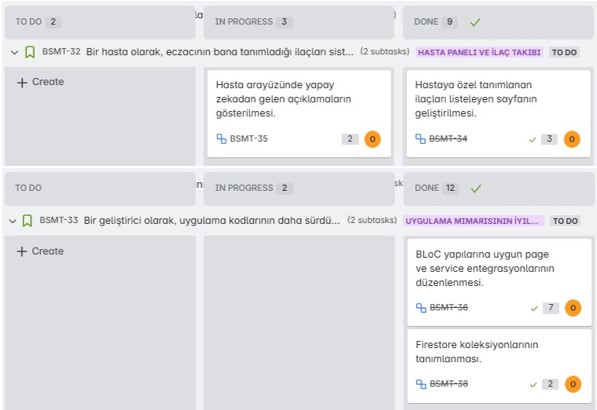 TO DO 2
IN PROGRESS 3
DONE 9
BSMT-32 Bir hasta olarak, eczacının bana tanımladığı ilaçları sist... (2 subtasks) HASTA PANELI VE İLAÇ TAKIBI TO DO
+ Create
Hasta arayüzünde yapay
zekadan gelen açıklamaların
gösterilmesi.
BSMT-35 2 O
Hastaya özel tanımlanan
ilaçları listeleyen sayfanın
geliştirilmesi.
BSMT-34 3 O
TO DO
IN PROGRESS 2
DONE 12
BSMT-33 Bir geliştirici olarak, uygulama kodlarının daha sürdü... (2 subtasks) UYGULAMA MIMARISININ İYIL... TO DO
+ Create
BLoC yapılarına uygun page
ve service entegrasyonlarının
düzenlenmesi.
BSMT-36 7 O
Firestore koleksiyonlarının
tanımlanması.
BSMT-38 2 O